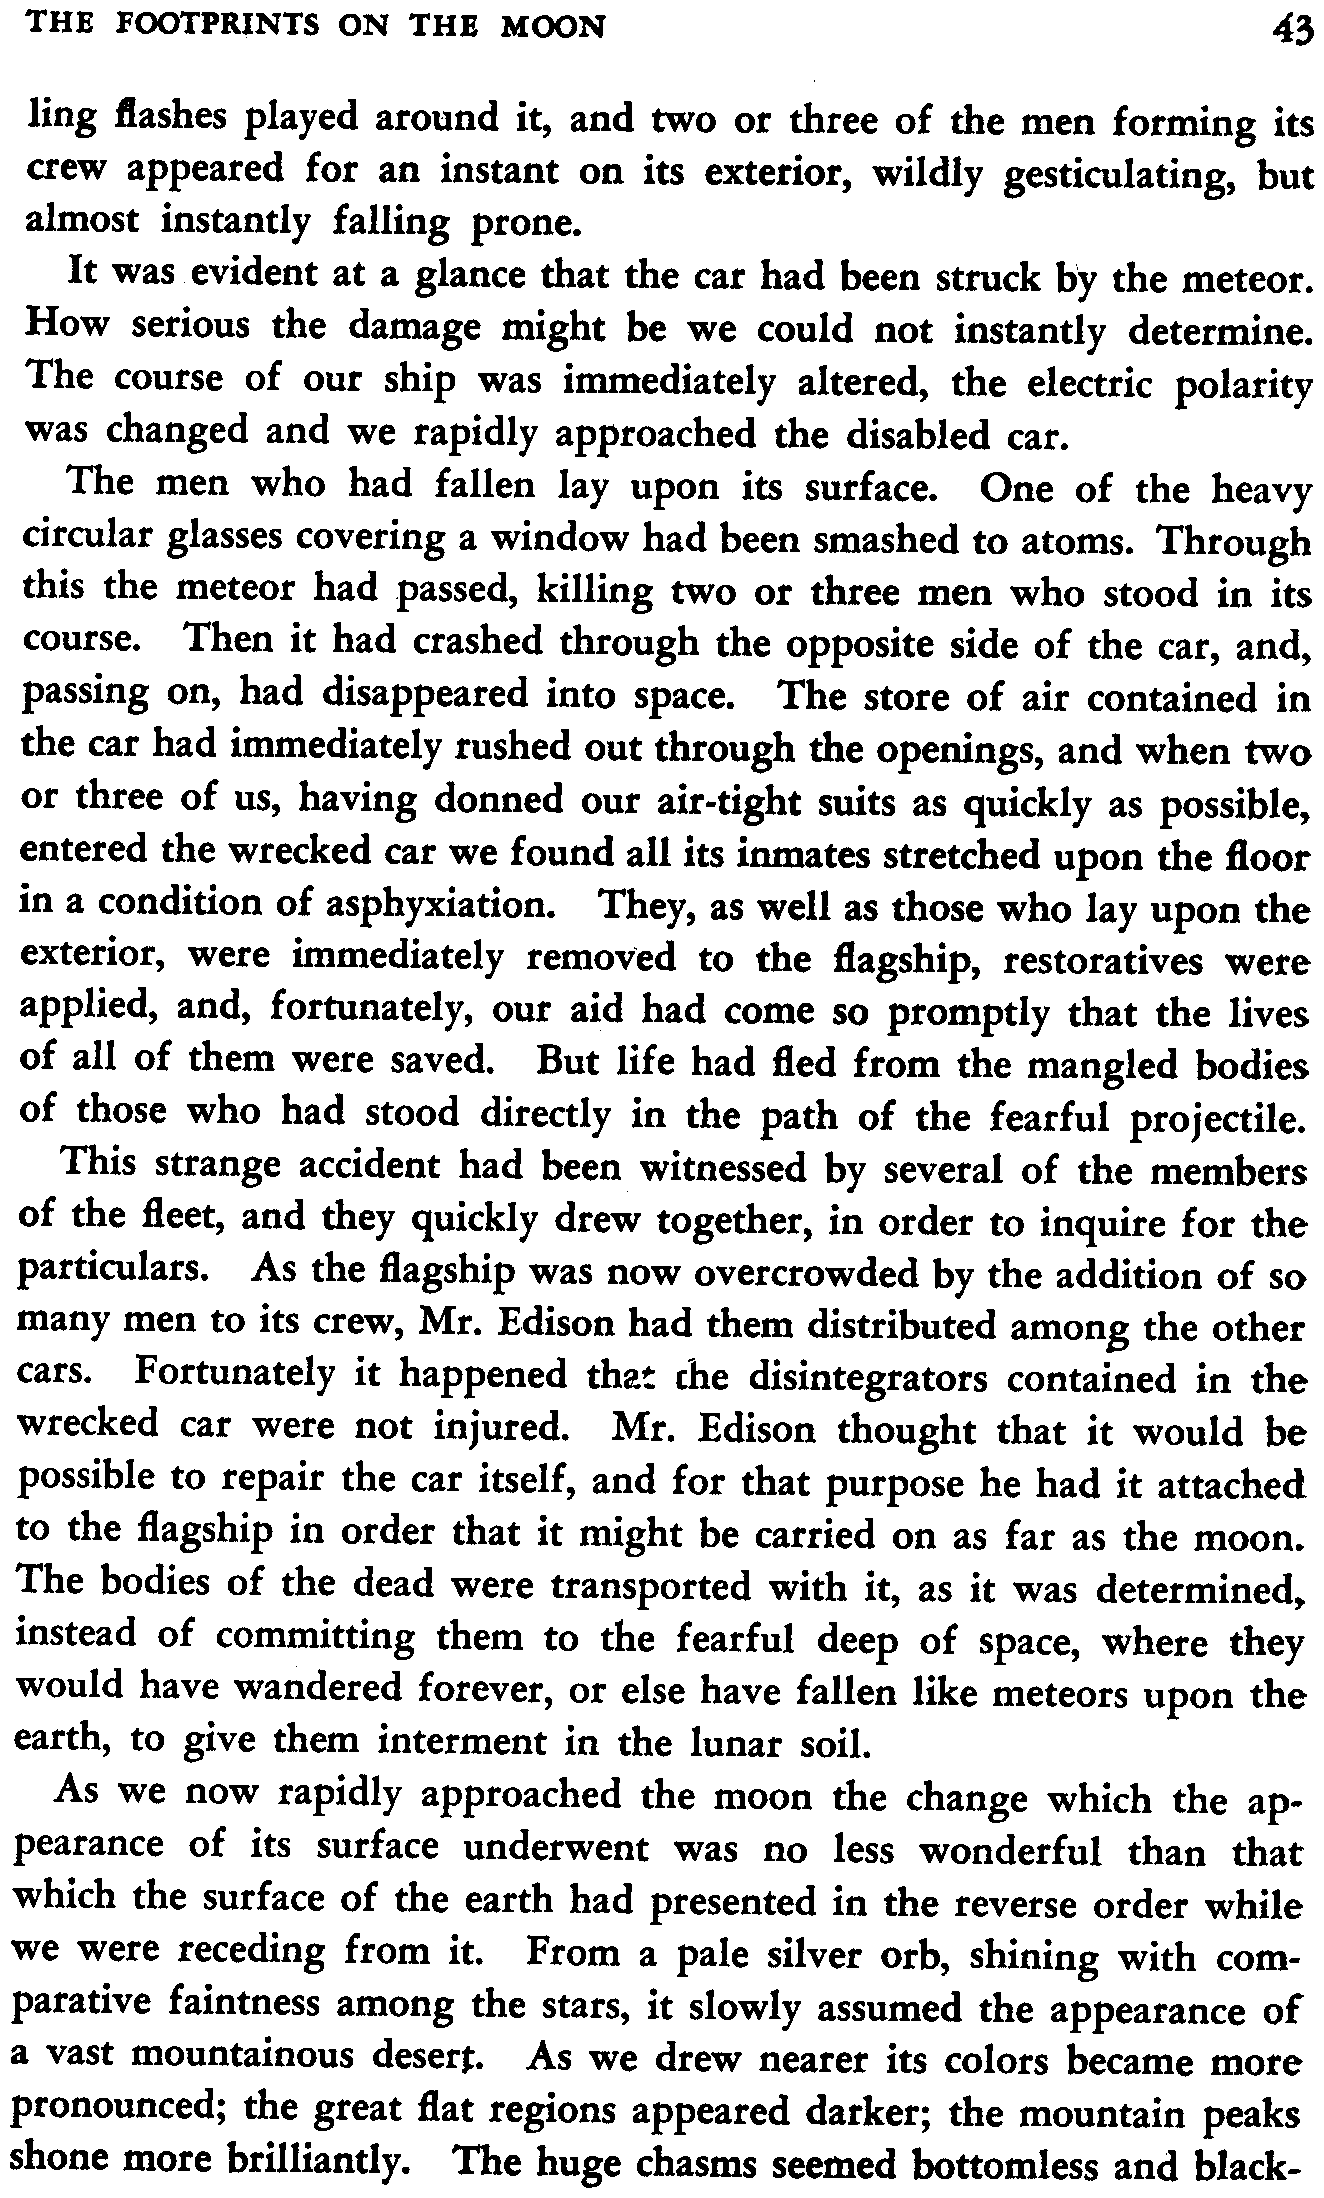 THE FOOTPRINTS ON THE MOON 43
ling flashes played around it, and two or three of the men forming its
crew appeared for an instant on its exterior, wildly gesticulating, but
almost instantly falling prone.
It was evident at a glance that the car had been struck by the meteor.
How serious the damage might be we could not instantly determine.
The course of our ship was immediately altered, the electric polarity
was changed and we rapidly approached the disabled car.
The men who had fallen lay upon its surface. One of the heavy
circular glasses covering a window had been smashed to atoms. Through
this the meteor had passed, killing two or three men who stood in its
course. Then it had crashed through the opposite side of the car, and,
passing on, had disappeared into space. The store of air contained in
the car had immediately rushed out through the openings, and when two
or three of us, having donned our air-tight suits as quickly as possible,
entered the wrecked car we found all its inmates stretched upon the floor
in a condition of asphyxiation. They, as well as those who lay upon the
exterior, were immediately removed to the flagship, restoratives were
applied, and, fortunately, our aid had come so promptly that the lives
of all of them were saved. But life had fled from the mangled bodies
of those who had stood directly in the path of the fearful projectile.
This strange accident had been witnessed by several of the members
of the fleet, and they quickly drew together, in order to inquire for the
particulars. As the flagship was now overcrowded by the addition of so
many men to its crew, Mr. Edison had them distributed among the other
cars. Fortunately it happened that the disintegrators contained in the
wrecked car were not injured. Mr. Edison thought that it would be
possible to repair the car itself, and for that purpose he had it attached
to the flagship in order that it might be carried on as far as the moon.
The bodies of the dead were transported with it, as it was determined,
instead of committing them to the fearful deep of space, where they
would have wandered forever, or else have fallen like meteors upon the
earth, to give them interment in the lunar soil.
As we now rapidly approached the moon the change which the ap-
pearance of its surface underwent was no less wonderful than that
which the surface of the earth had presented in the reverse order while
we were receding from it. From a pale silver orb, shining with com-
parative faintness among the stars, it slowly assumed the appearance of
a vast mountainous desert. As we drew nearer its colors became more
pronounced; the great flat regions appeared darker; the mountain peaks
shone more brilliantly. The huge chasms seemed bottomless and black-